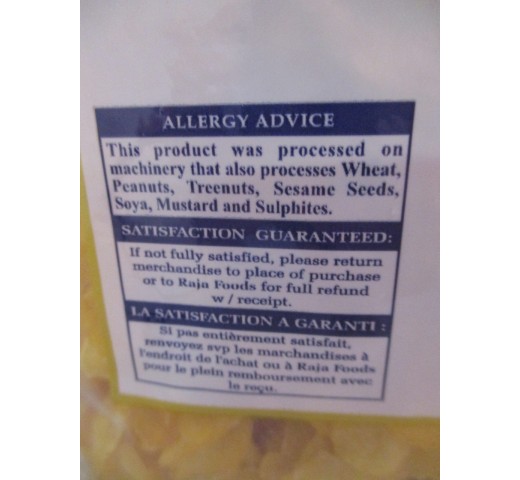 ALLERGY ADVICE
This product was processed on
machinery that also processes Wheat,
Peanuts, Treenuts, Sesame Seeds,
Soya, Mustard and Sulphites.
SATISFACTION GUARANTEED:
If not fully satisfied, please return
merchandise to place of purchase
or to Raja Foods for full refund
w / receipt.
LA SATISFACTION A GARANTI :
Si pas entièrement satisfait,
renvoyez svp les marchandises à
l'endroit de l'achat ou à Raja Foods
pour le plein remboursement avec
le reçu.